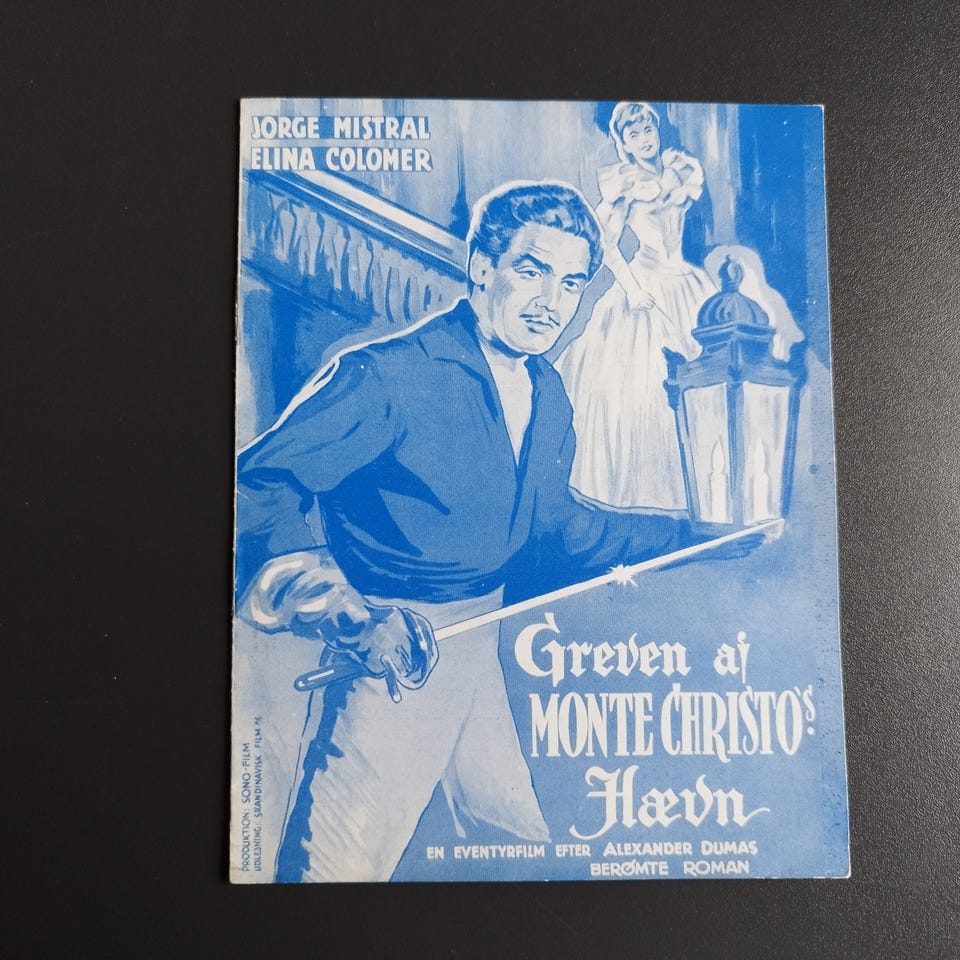 JORGE MISTRAL
ELINA COLOMER
Greven af
MONTE CHRISTO's
Hævn
EN EVENTYRFILM EFTER ALEXANDER DUMAS
BERØMTE ROMAN
PRODUKTION: SONO-FILM
UDLEJNING: SKANDINAVISK FILM A/S